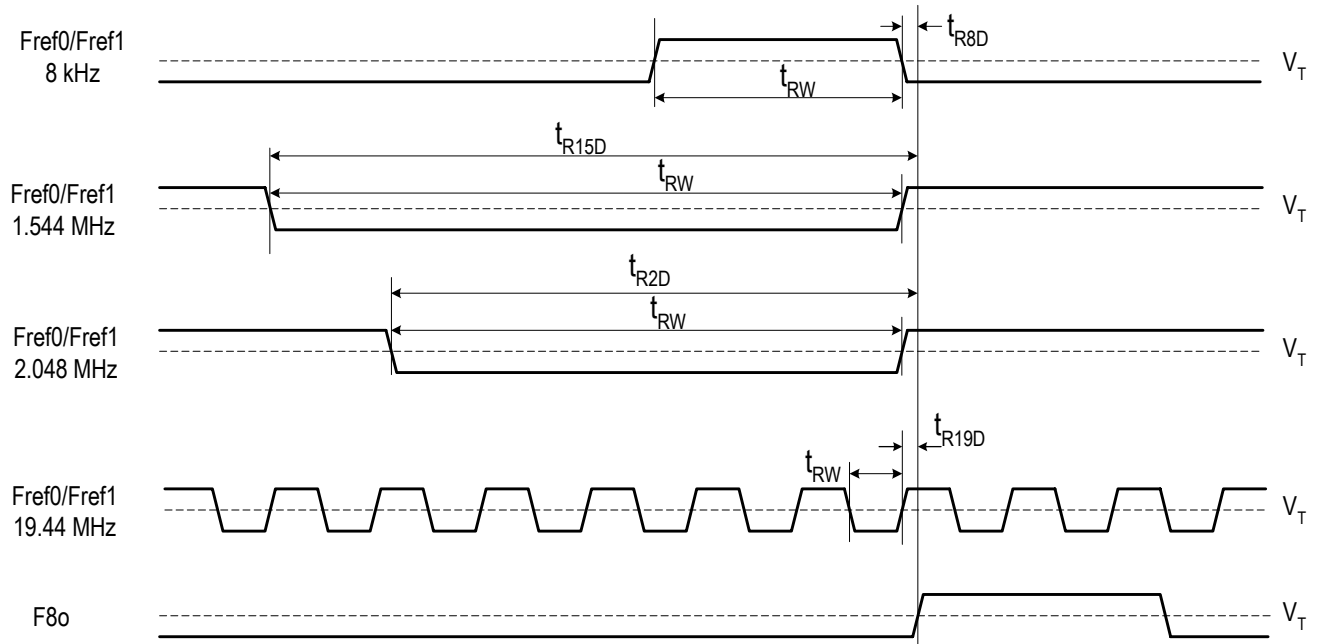 Fref0/Fref1
8 kHz
tR8D
tRW
VT
tR15D
tRW
Fref0/Fref1
1.544 MHz
VT
tR2D
tRW
Fref0/Fref1
2.048 MHz
VT
tR19D
tRW
Fref0/Fref1
19.44 MHz
VT
F8o
VT